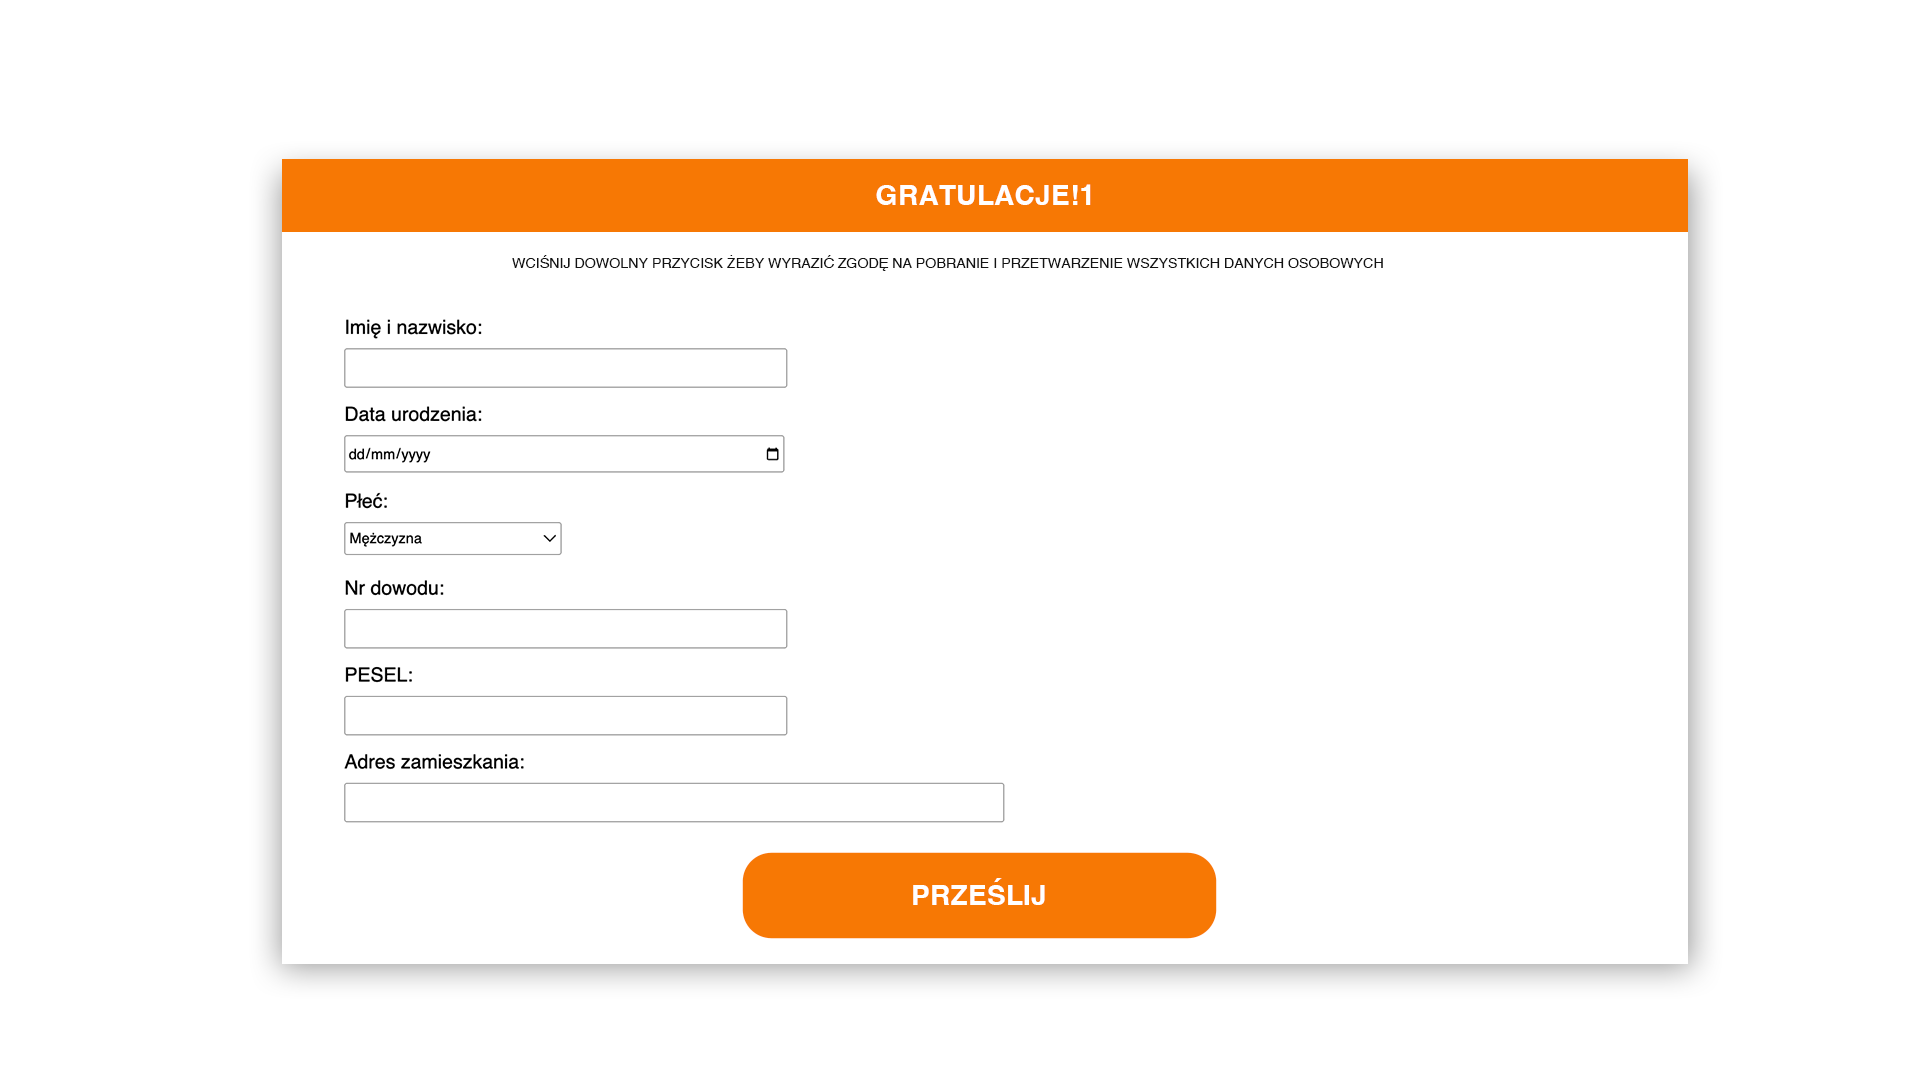 GRATULACJE!1
WCIŚNIJ DOWOLNY PRZYCISK ŻEBY WYRAZIĆ ZGODĘ NA POBRANIE I PRZETWARZENIE WSZYSTKICH DANYCH OSOBOWYCH
Imię i nazwisko:
Data urodzenia:
dd/mm/yyyy
Płeć:
Mężczyzna
Nr dowodu:
PESEL:
Adres zamieszkania:
PRZEŚLIJ